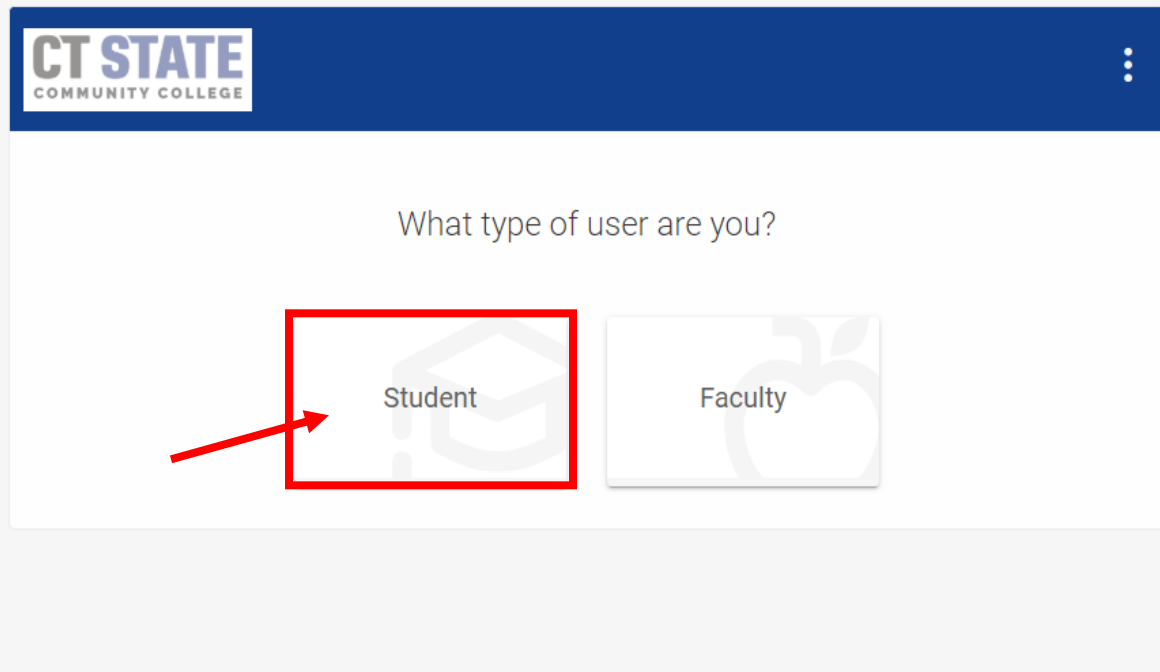 CT STATE
COMMUNITY COLLEGE
What type of user are you?
Student
Faculty